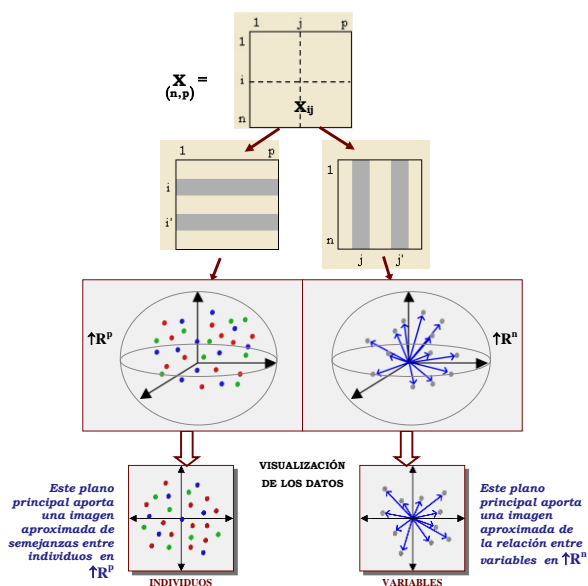 1 j p
1
i
n
X
(n,p)
=
X ij
1 p
i
i'
1
n
j j'
↑R^p
↑R^n
VISUALIZACIÓN
DE LOS DATOS
Este plano
principal aporta
una imagen
aproximada de
semejanzas entre
individuos en
↑R^p
INDIVIDUOS
Este plano
principal aporta
una imagen
aproximada de
la relación entre
variables en ↑R^n
VARIABLES